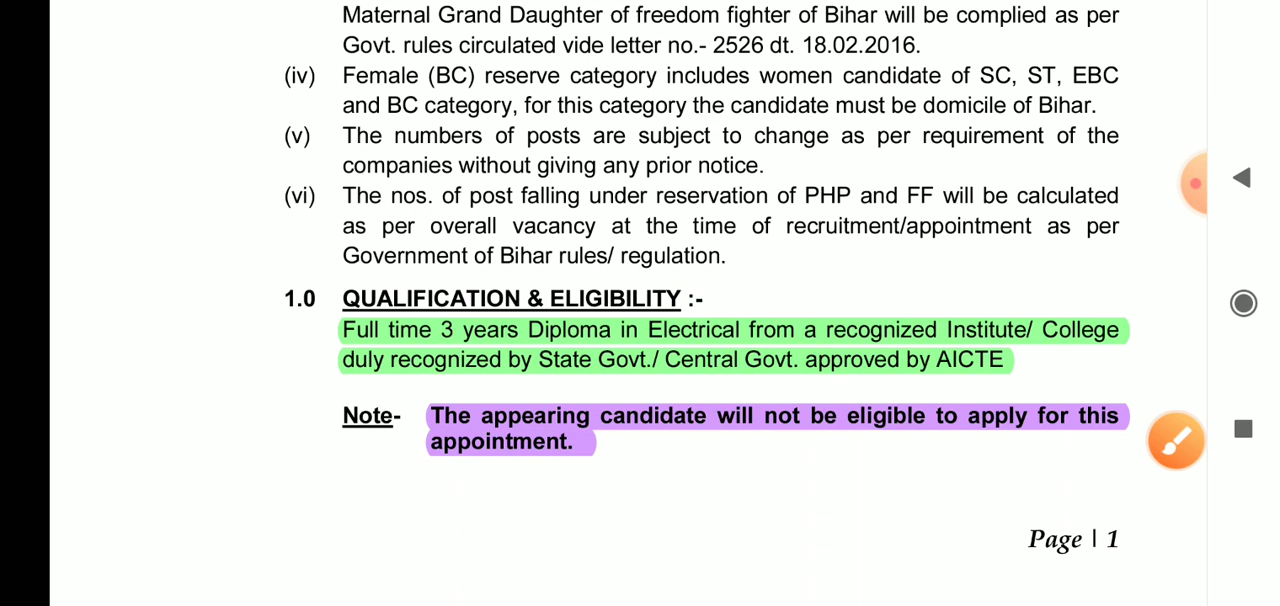 Maternal Grand Daughter of freedom fighter of Bihar will be complied as per
Govt. rules circulated vide letter no.- 2526 dt. 18.02.2016.
(iv) Female (BC) reserve category includes women candidate of SC, ST, EBC
and BC category, for this category the candidate must be domicile of Bihar.
(v) The numbers of posts are subject to change as per requirement of the
companies without giving any prior notice.
(vi) The nos. of post falling under reservation of PHP and FF will be calculated
as per overall vacancy at the time of recruitment/appointment as per
Government of Bihar rules/ regulation.
1.0 QUALIFICATION & ELIGIBILITY :-
Full time 3 years Diploma in Electrical from a recognized Institute/ College
duly recognized by State Govt./ Central Govt. approved by AICTE
Note- The appearing candidate will not be eligible to apply for this
appointment.
Page | 1